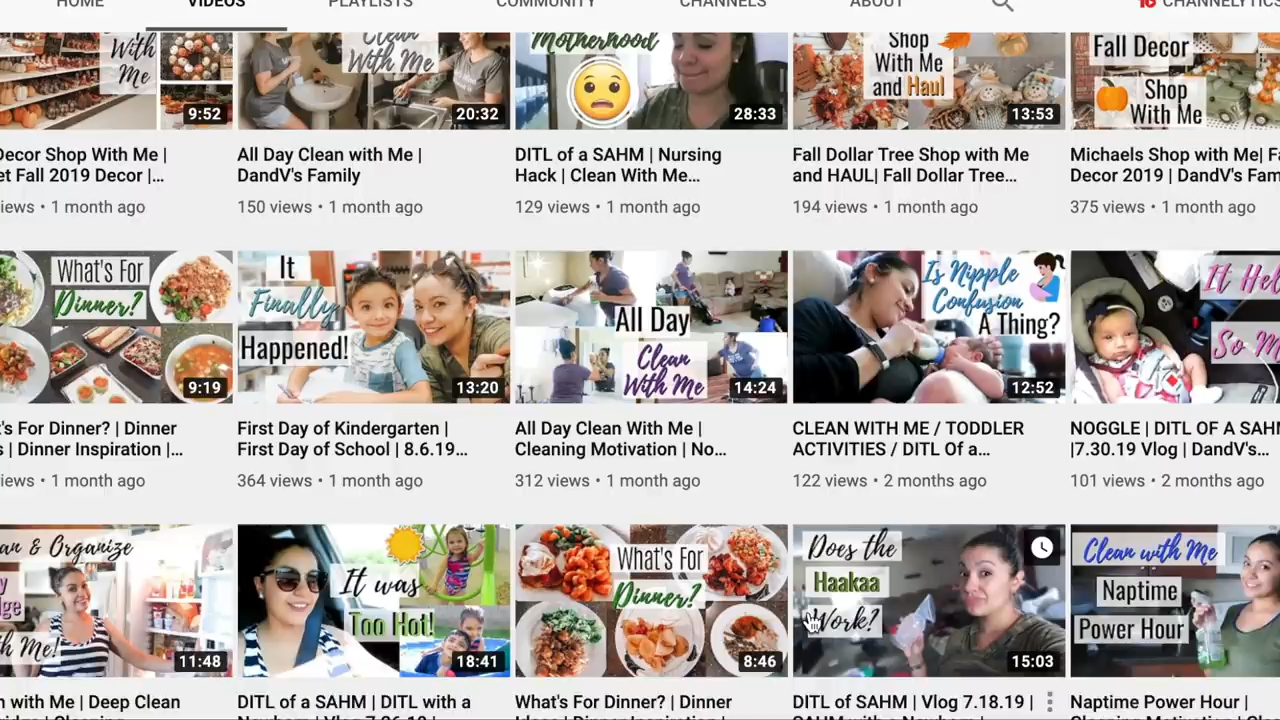 HOME VIDEOS PLAYLISTS COMMUNITY CHANNELS ABOUT CHANNELYTICS
With
Me
9:52
Clean
With Me
20:32
Motherhood
28:33
Shop
With Me
and Haul
13:53
Fall Decor
Shop
With Me
Decor Shop With Me |
et Fall 2019 Decor |...
iews • 1 month ago
All Day Clean with Me |
DandV's Family
150 views • 1 month ago
DITL of a SAHM | Nursing
Hack | Clean With Me...
129 views • 1 month ago
Fall Dollar Tree Shop with Me
and HAUL| Fall Dollar Tree...
194 views • 1 month ago
Michaels Shop with Me| Fa
Decor 2019 | DandV's Fam
375 views • 1 month ago
What's For
Dinner?
9:19
It
Finally
Happened!
13:20
All Day
Clean
With Me
14:24
Is Nipple
Confusion
A Thing?
12:52
It Hel
So M
's For Dinner? | Dinner
s | Dinner Inspiration |...
iews • 1 month ago
First Day of Kindergarten |
First Day of School | 8.6.19...
364 views • 1 month ago
All Day Clean With Me |
Cleaning Motivation | No...
312 views • 1 month ago
CLEAN WITH ME / TODDLER
ACTIVITIES / DITL Of a...
122 views • 2 months ago
NOGGLE | DITL OF A SAHM
|7.30.19 Vlog | DandV's...
101 views • 2 months ago
an & Organize
h Me!
11:48
It was
Too Hot!
18:41
What's For
Dinner?
8:46
Does the
Haakaa
Work?
15:03
Clean with Me
Naptime
Power Hour
n with Me | Deep Clean
DITL of a SAHM | DITL with a
What's For Dinner? | Dinner
DITL of SAHM | Vlog 7.18.19 |
Naptime Power Hour |